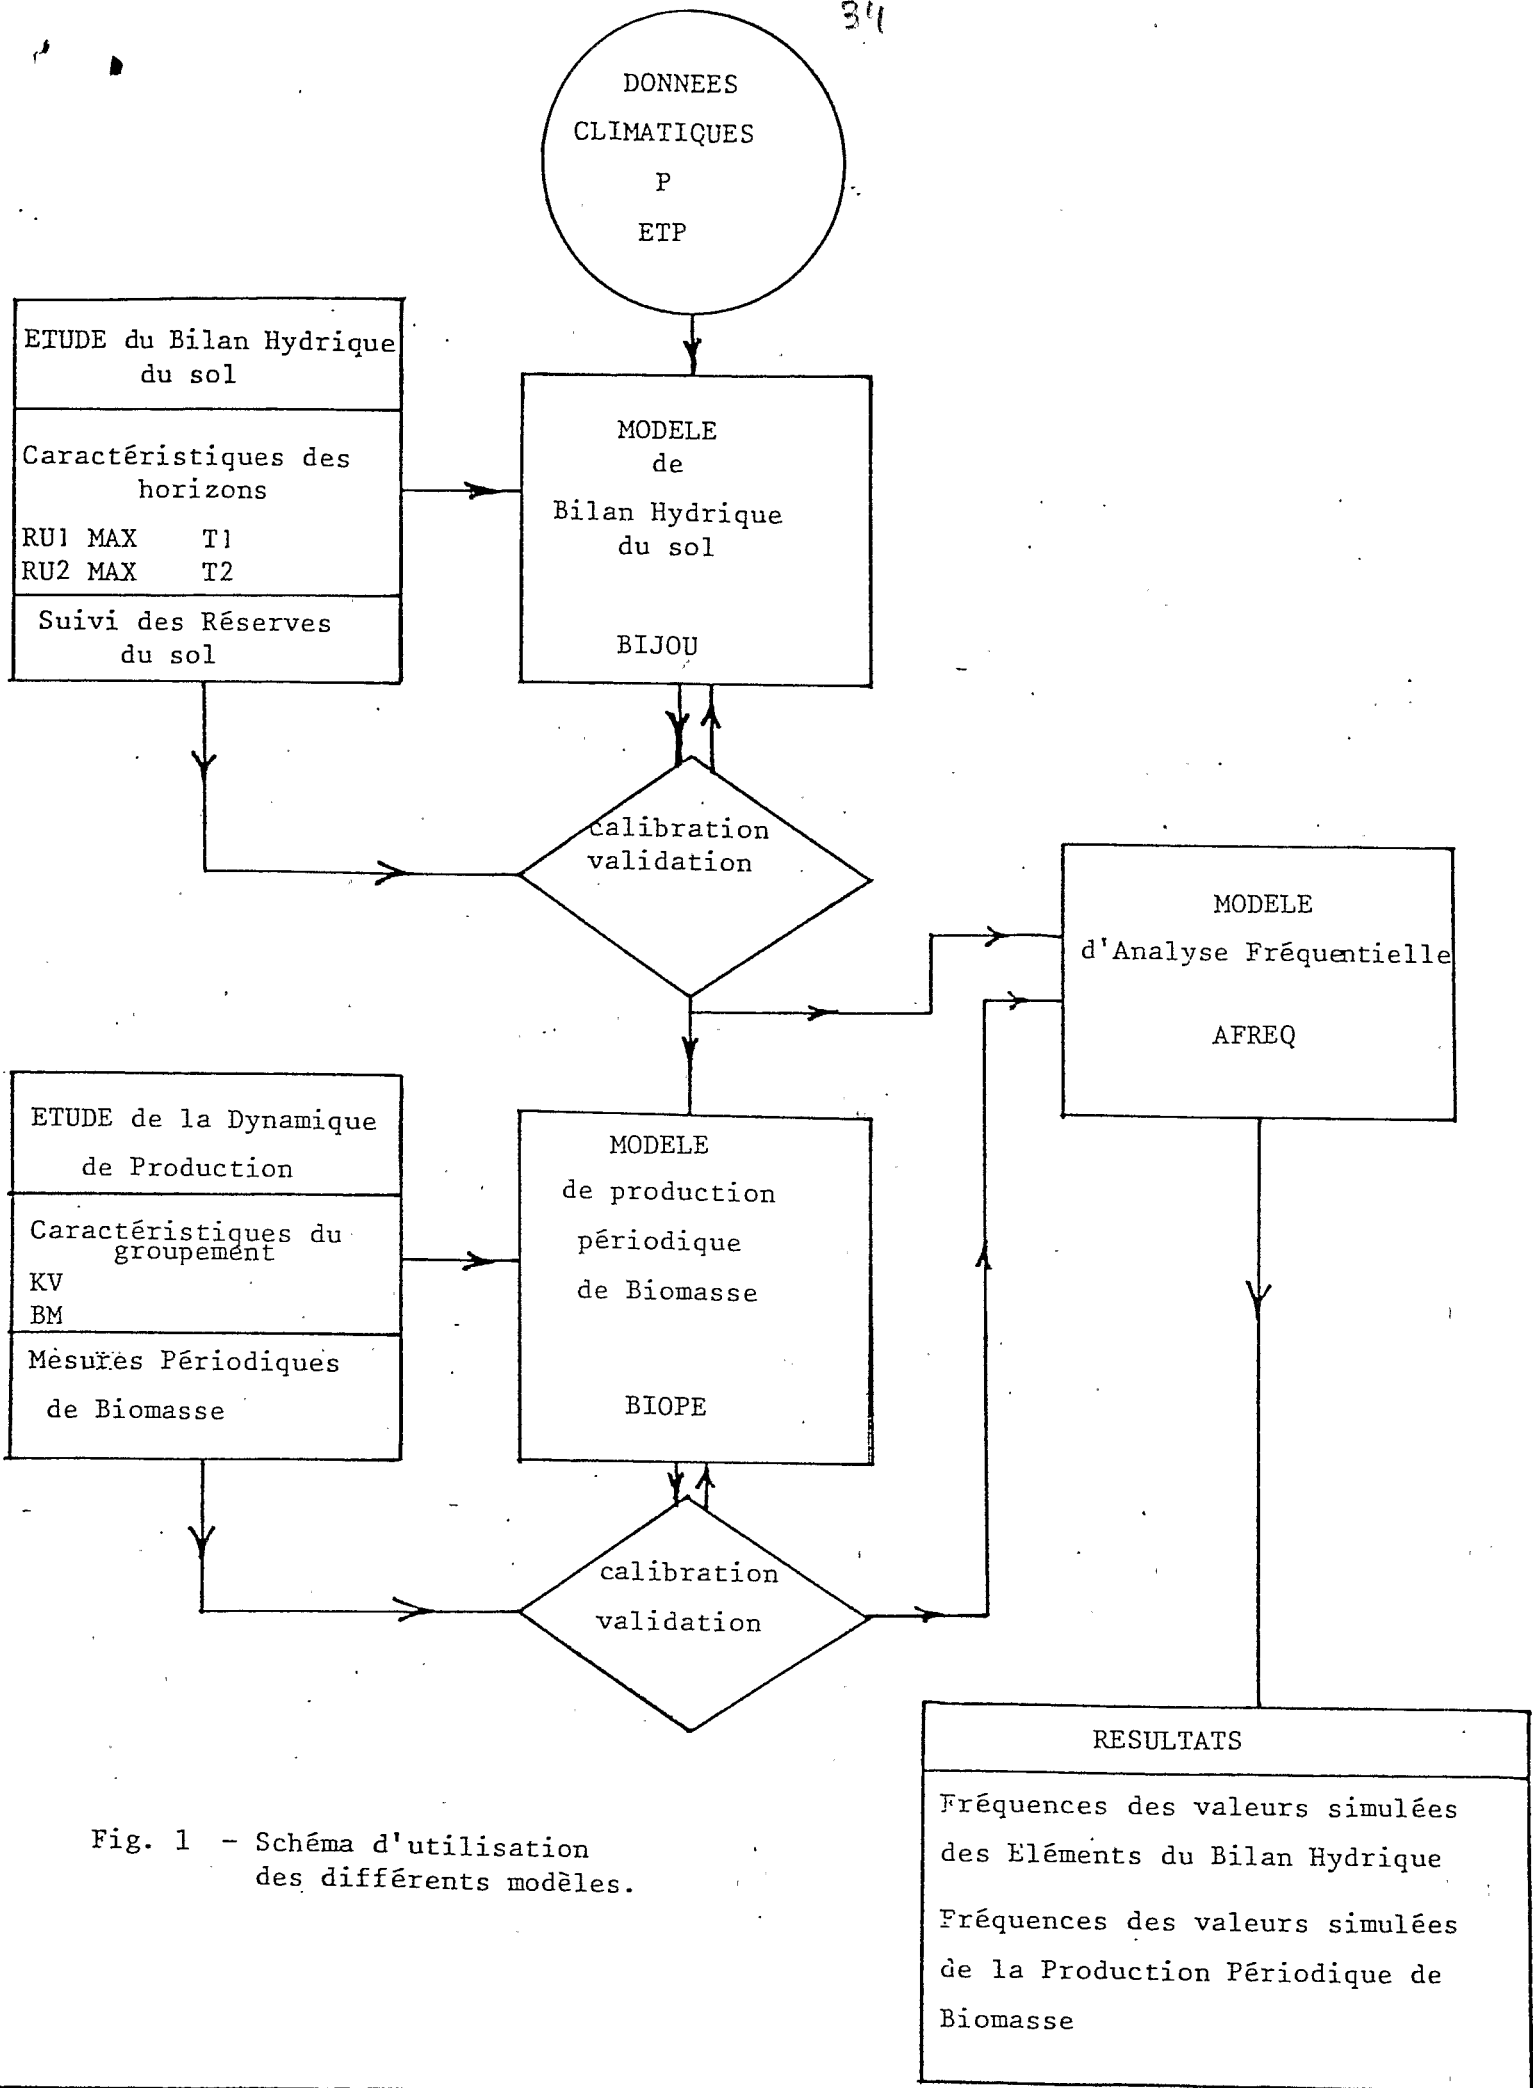 34
DONNEES
CLIMATIQUES
P
ETP
ETUDE du Bilan Hydrique
du sol
Caractéristiques des
horizons
RU1 MAX T1
RU2 MAX T2
Suivi des Réserves
du sol
MODELE
de
Bilan Hydrique
du sol
BIJOU
calibration
validation
MODELE
d'Analyse Fréquentielle
AFREQ
ETUDE de la Dynamique
de Production
Caractéristiques du
groupement
KV
BM
Mesures Périodiques
de Biomasse
MODELE
de production
périodique
de Biomasse
BIOPE
calibration
validation
RESULTATS
Fréquences des valeurs simulées
des Eléments du Bilan Hydrique
Fréquences des valeurs simulées
de la Production Périodique de
Biomasse
Fig. 1 - Schéma d'utilisation
des différents modèles.